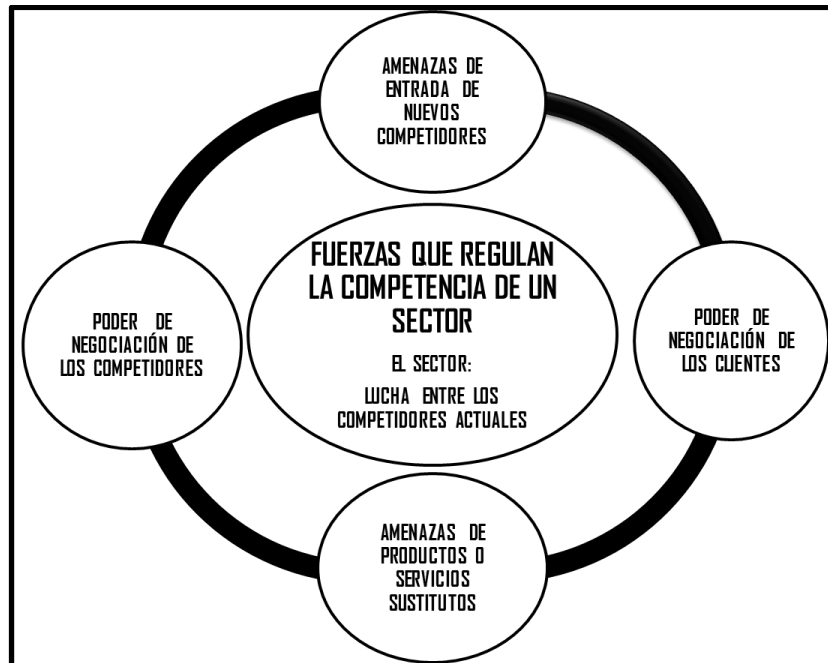 AMENAZAS DE
ENTRADA DE
NUEVOS
COMPETIDORES
FUERZAS QUE REGULAN
LA COMPETENCIA DE UN
SECTOR
EL SECTOR:
LUCHA ENTRE LOS
COMPETIDORES ACTUALES
PODER DE
NEGOCIACIÓN DE
LOS COMPETIDORES
PODER DE
NEGOCIACIÓN DE
LOS CLIENTES
AMENAZAS DE
PRODUCTOS O
SERVICIOS
SUSTITUTOS